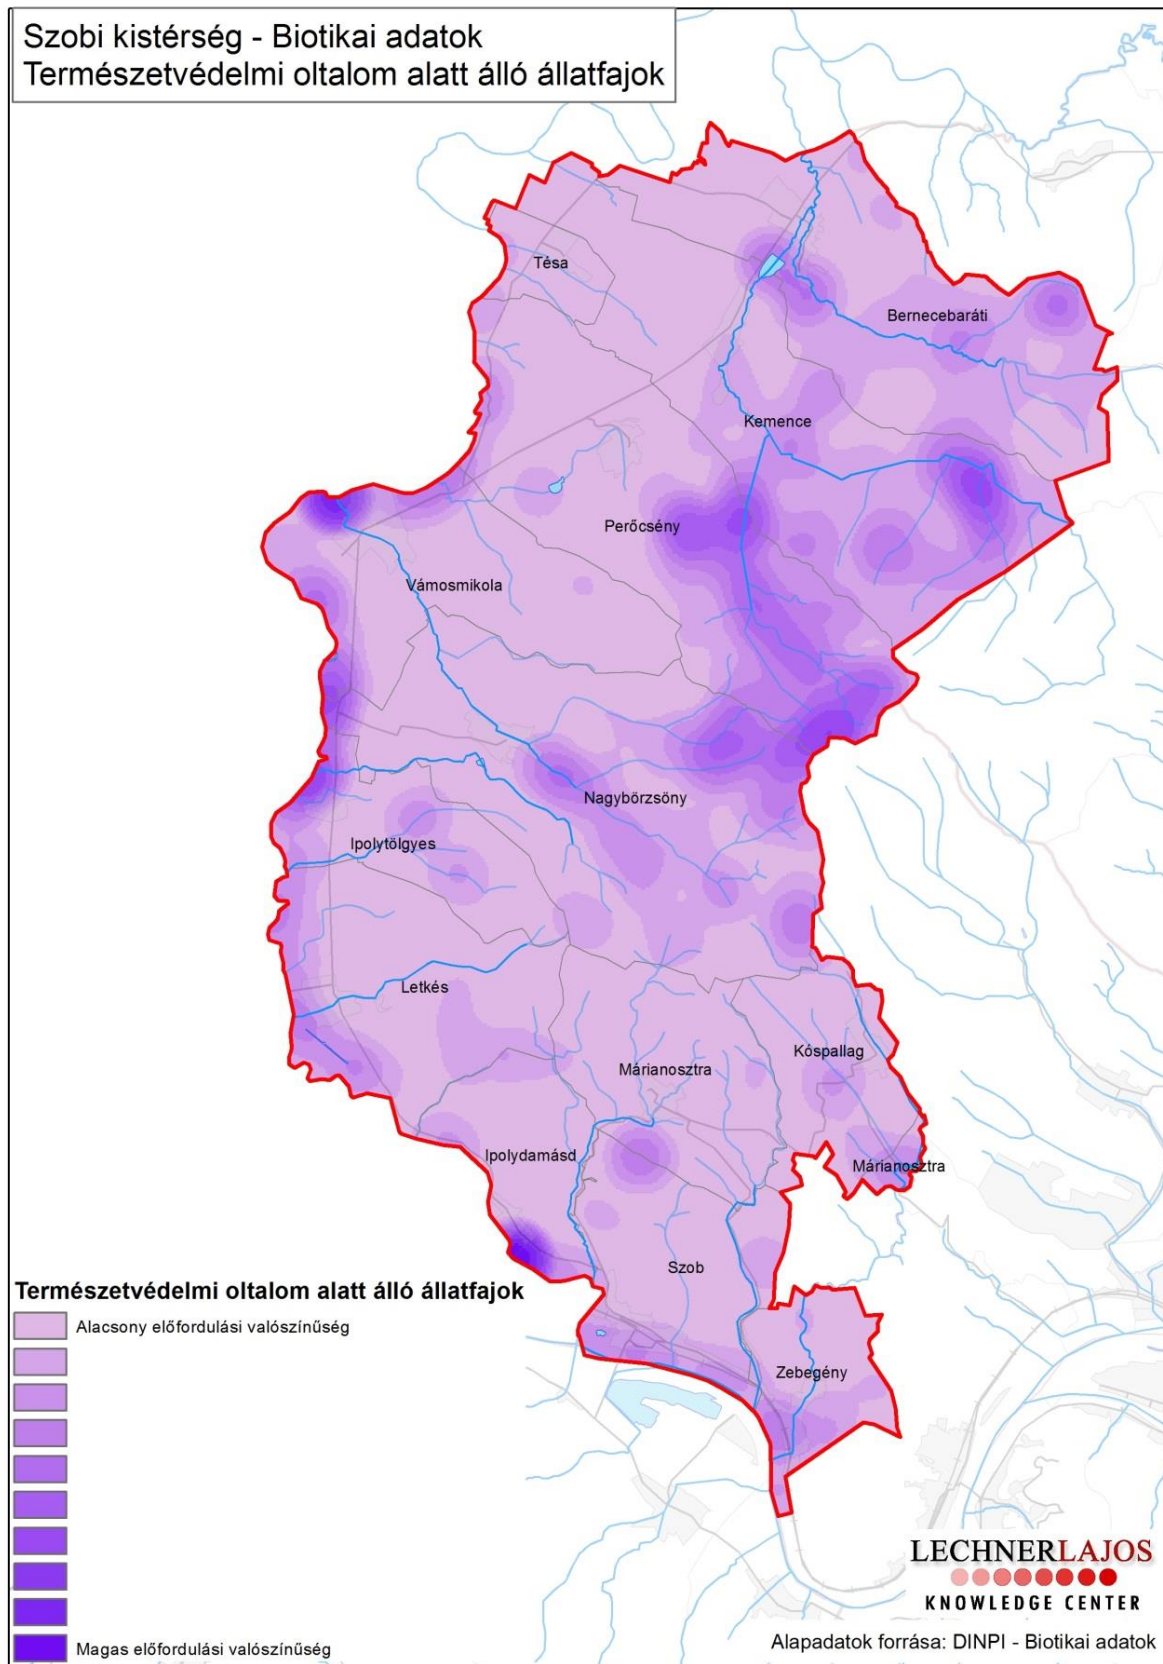 Szobi kistérség - Biotikai adatok
Természetvédelmi oltalom alatt álló állatfajok
Tésa
Bernecebaráti
Kemence
Perőcsény
Vámosmikola
Nagybörzsöny
Ipolytölgyes
Letkés
Kóspallag
Márianosztra
Ipolydamásd
Márianosztra
Szob
Zebegény
Természetvédelmi oltalom alatt álló állatfajok
Alacsony előfordulási valószínűség
Magas előfordulási valószínűség
LECHNERLAJOS
KNOWLEDGE CENTER
Alapadatok forrása: DINPI - Biotikai adatok